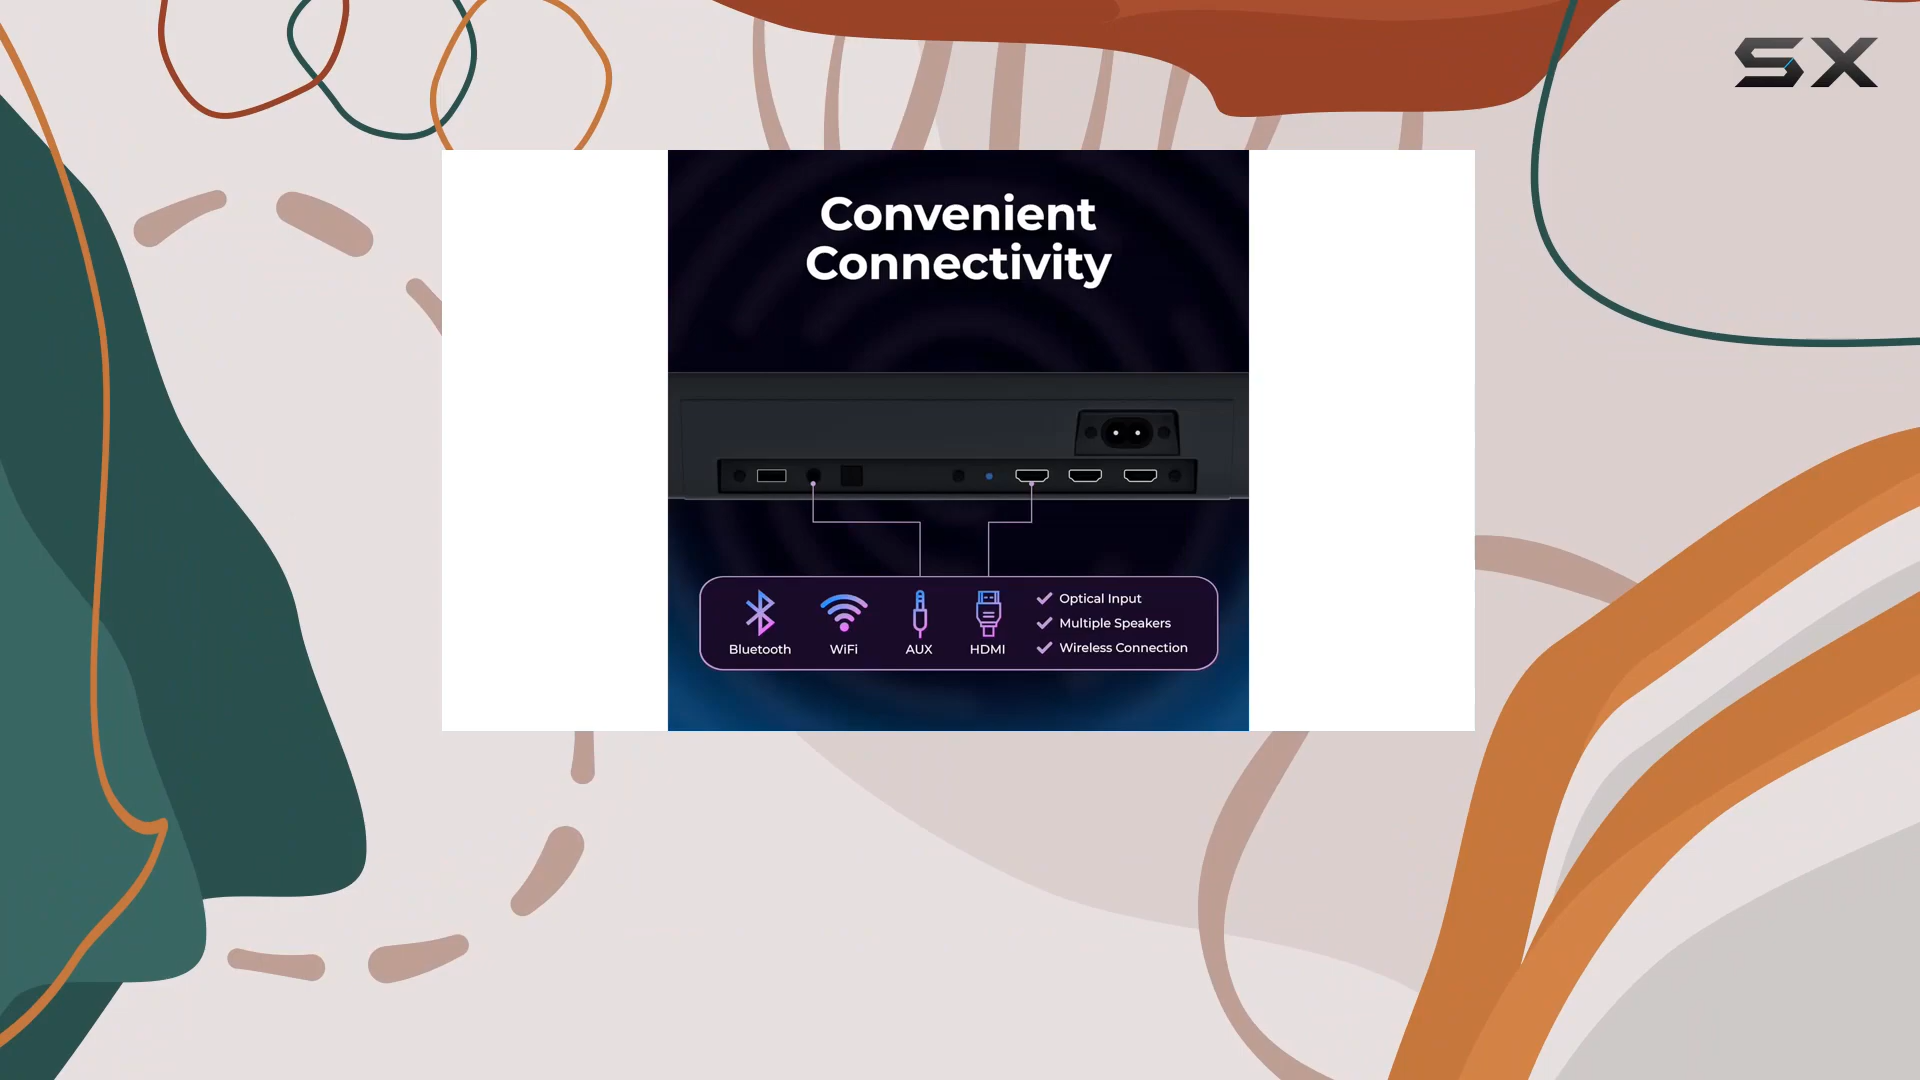 SX
Convenient
Connectivity
Bluetooth
WiFi
AUX
HDMI
Optical Input
Multiple Speakers
Wireless Connection